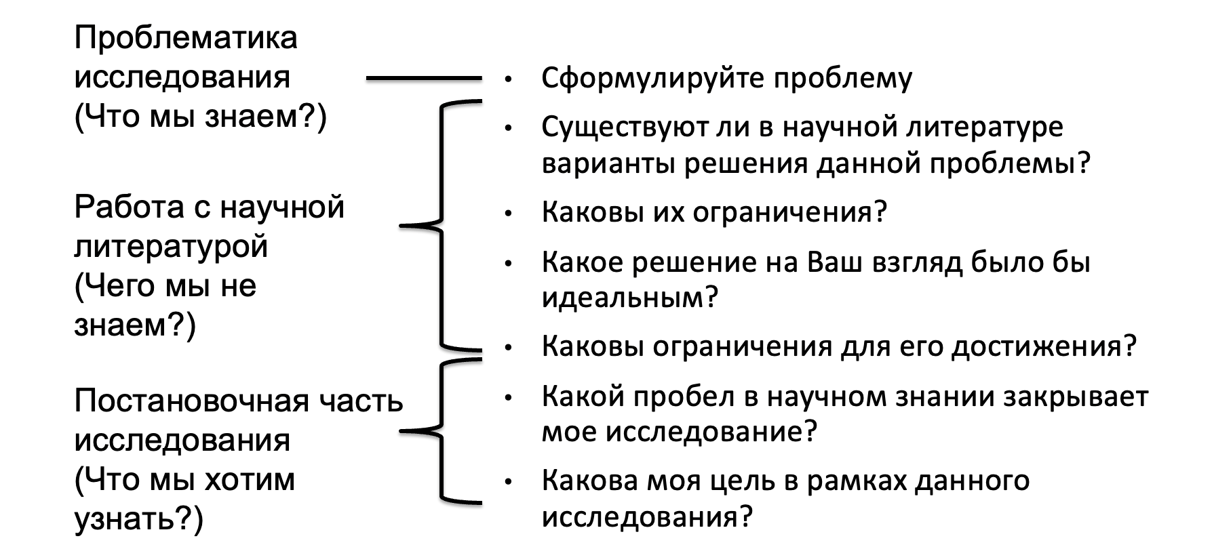 Проблематика
исследования
(Что мы знаем?)
Работа с научной
литературой
(Чего мы не
знаем?)
Постановочная часть
исследования
(Что мы хотим
узнать?)
• Сформулируйте проблему
• Существуют ли в научной литературе
варианты решения данной проблемы?
• Каковы их ограничения?
• Какое решение на Ваш взгляд было бы
идеальным?
• Каковы ограничения для его достижения?
• Какой пробел в научном знании закрывает
мое исследование?
• Какова моя цель в рамках данного
исследования?